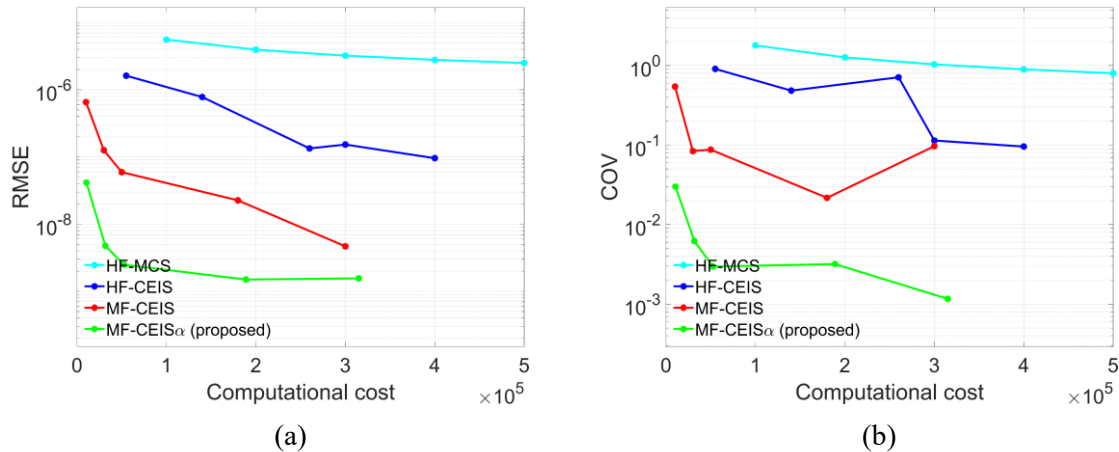 RMSE
10^-6
10^-8
HF-MCS
HF-CEIS
MF-CEIS
MF-CEISα (proposed)
0 1 2 3 4 5
Computational cost ×10^5
(a)
COV
10^0
10^-1
10^-2
10^-3
HF-MCS
HF-CEIS
MF-CEIS
MF-CEISα (proposed)
0 1 2 3 4 5
Computational cost ×10^5
(b)